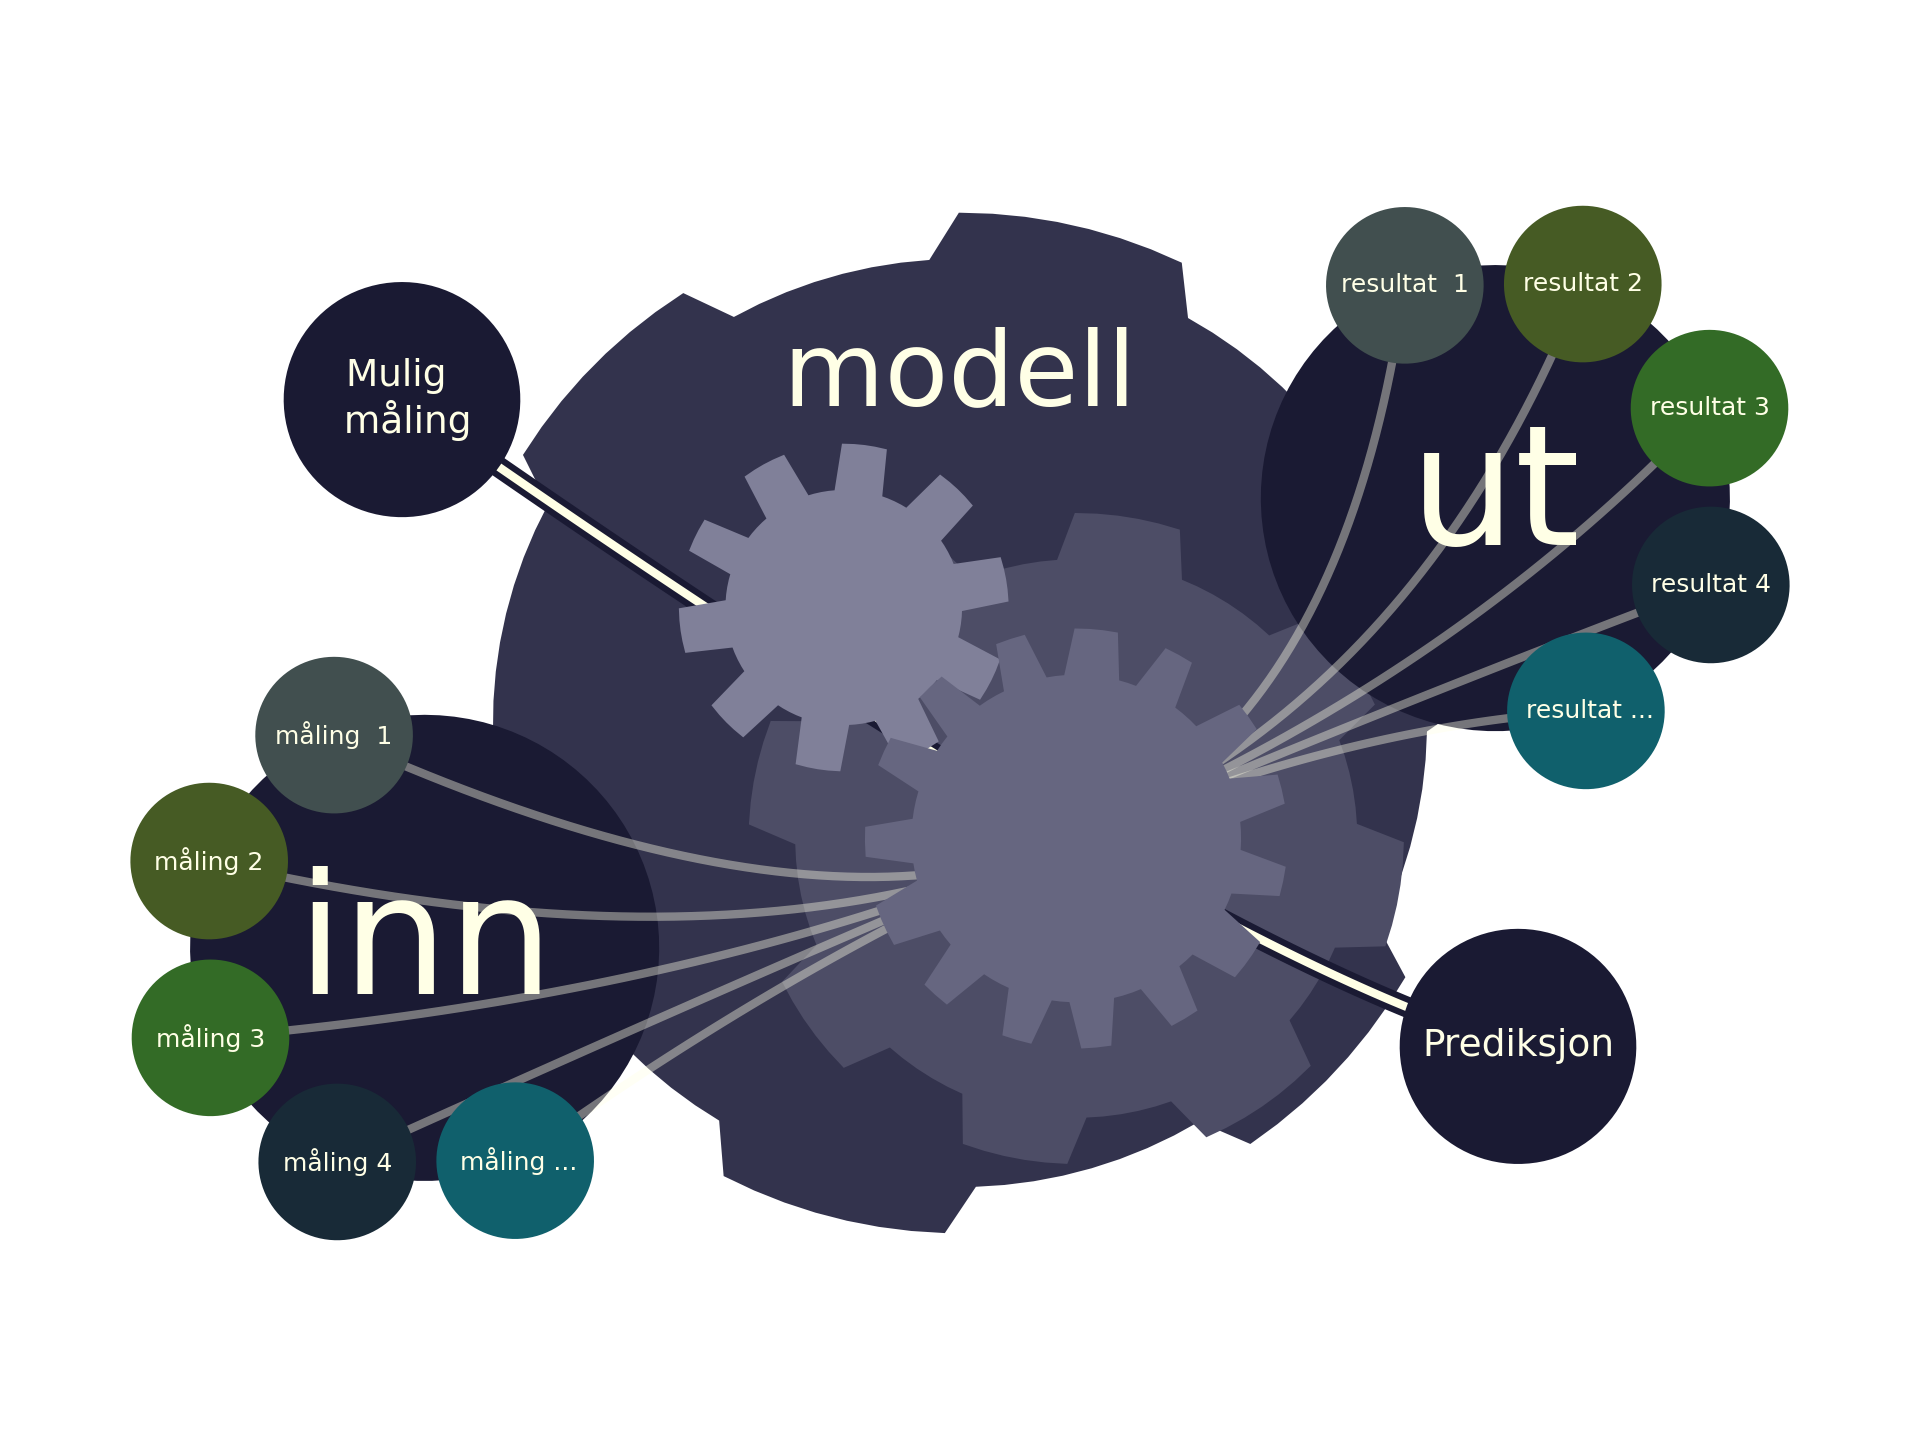 modell
Mulig
måling
inn
måling  1
måling 2
måling 3
måling 4
måling ...
ut
resultat  1
resultat 2
resultat 3
resultat 4
resultat ...
Prediksjon